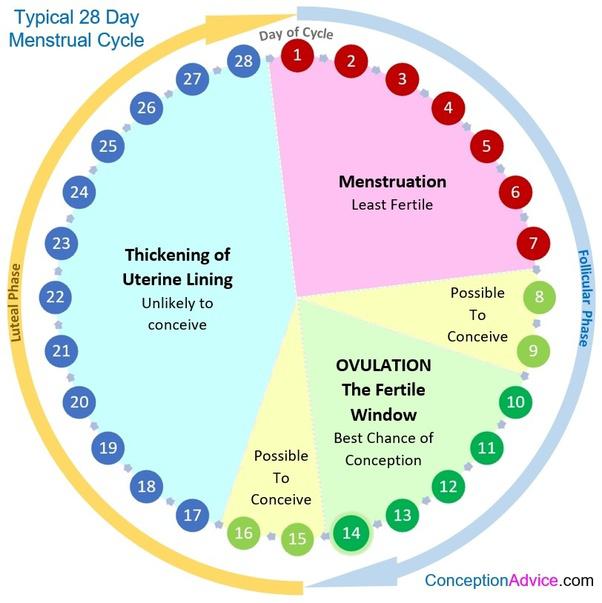 Typical 28 Day
Menstrual Cycle
Day of Cycle
1
2
3
4
5
6
7
8
9
10
11
12
13
14
15
16
17
18
19
20
21
22
23
24
25
26
27
28
Menstruation
Least Fertile
Possible
To
Conceive
OVULATION
The Fertile
Window
Best Chance of
Conception
Possible
To
Conceive
Thickening of
Uterine Lining
Unlikely to
conceive
Follicular Phase
Luteal Phase
ConceptionAdvice.com